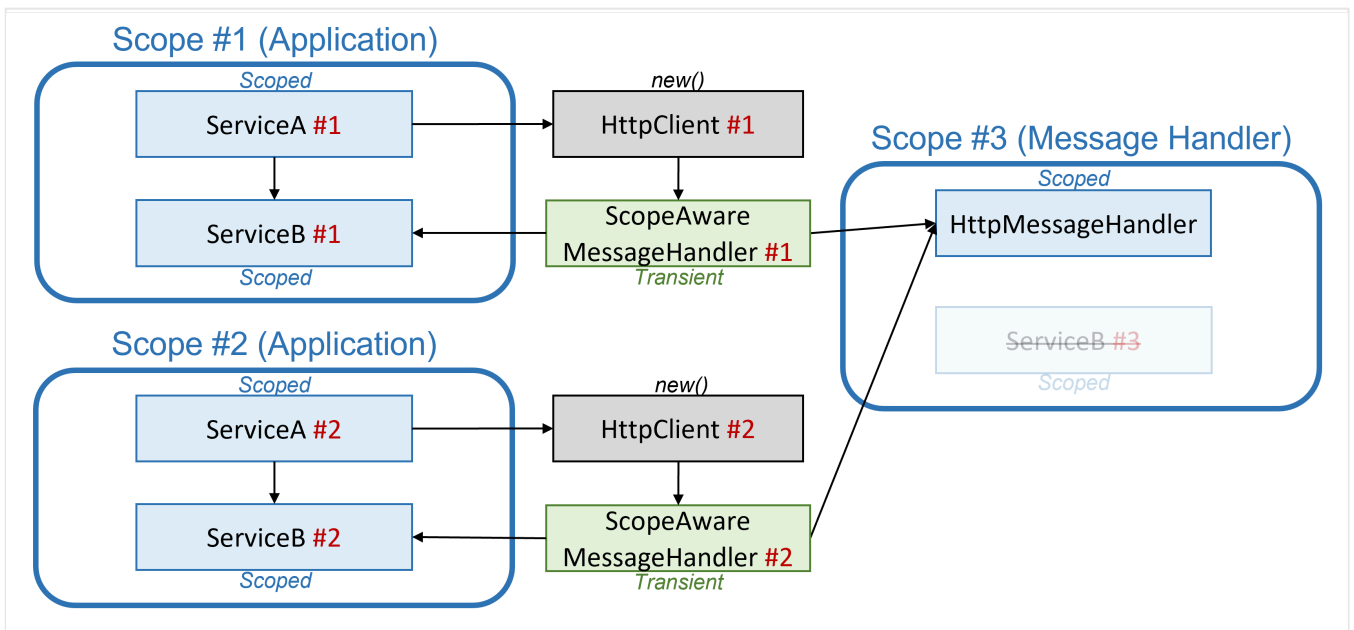 Scope #1 (Application)
Scoped
ServiceA #1
ServiceB #1
Scoped
new()
HttpClient #1
ScopeAware
MessageHandler #1
Transient
Scope #3 (Message Handler)
Scoped
HttpMessageHandler
ServiceB #3
Scoped
Scope #2 (Application)
Scoped
ServiceA #2
ServiceB #2
Scoped
new()
HttpClient #2
ScopeAware
MessageHandler #2
Transient